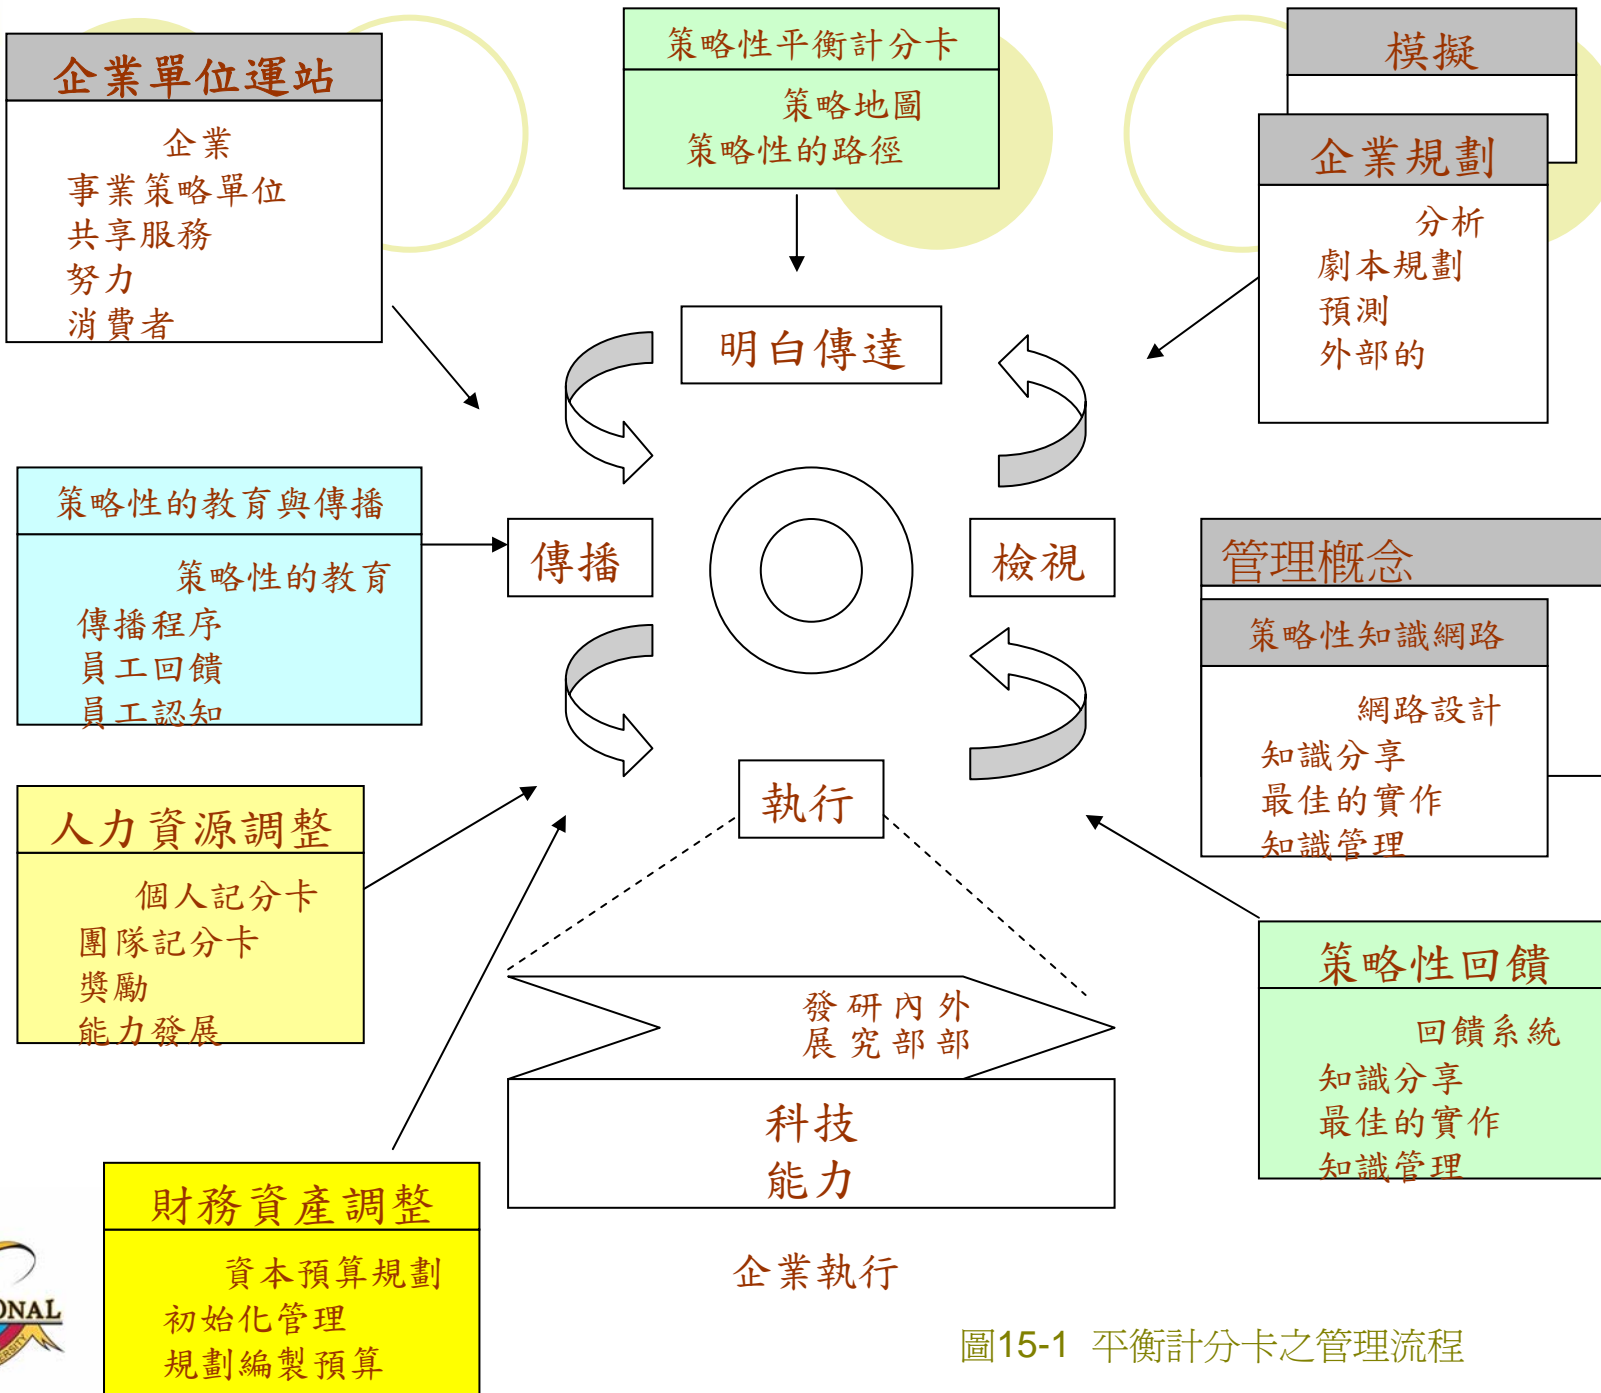 企業單位運站
企業
事業策略單位
共享服務
努力
消費者
策略性平衡計分卡
策略地圖
策略性的路徑
模擬
企業規劃
分析
劇本規劃
預測
外部的
明白傳達
策略性的教育與傳播
策略性的教育
傳播程序
員工回饋
員工認知
傳播
檢視
管理概念
策略性知識網路
網路設計
知識分享
最佳的實作
知識管理
執行
人力資源調整
個人記分卡
團隊記分卡
獎勵
能力發展
發研內外
展究部部
科技
能力
企業執行
策略性回饋
回饋系統
知識分享
最佳的實作
知識管理
財務資產調整
資本預算規劃
初始化管理
規劃編製預算
圖15-1 平衡計分卡之管理流程